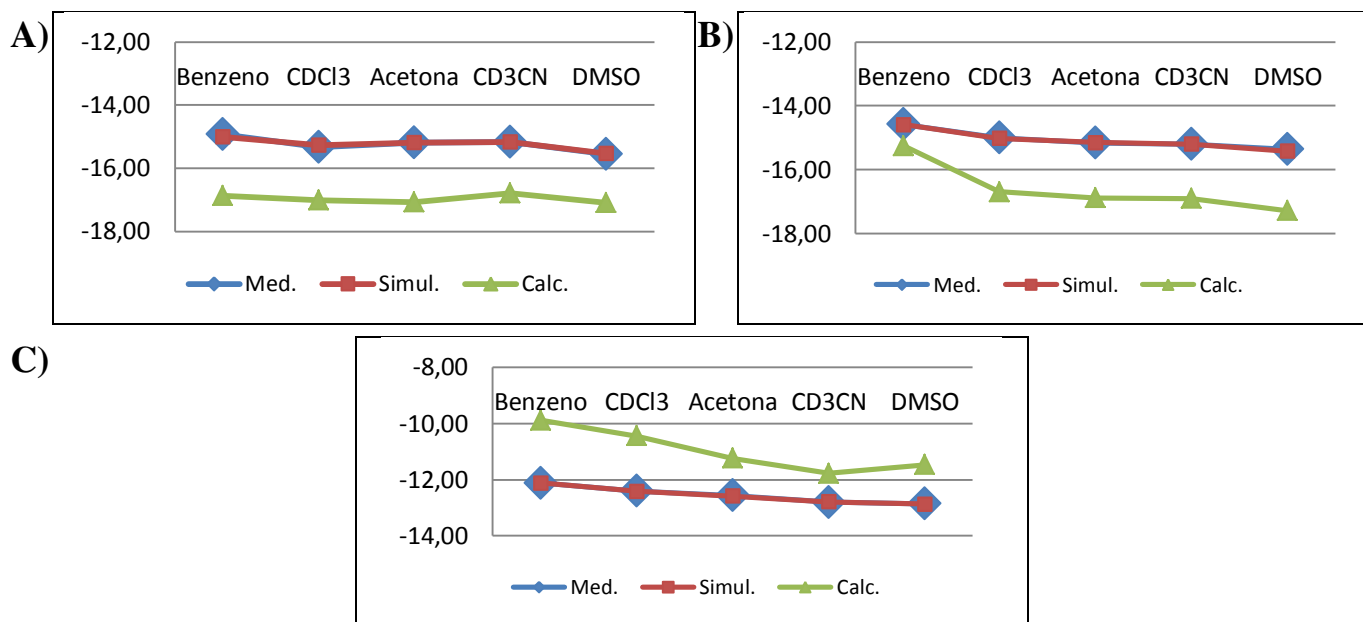 A)
-12,00
-14,00
-16,00
-18,00
Benzeno CDCl3 Acetona CD3CN DMSO
Med. Simul. Calc.
B)
-12,00
-14,00
-16,00
-18,00
Benzeno CDCl3 Acetona CD3CN DMSO
Med. Simul. Calc.
C)
-8,00
-10,00
-12,00
-14,00
Benzeno CDCl3 Acetona CD3CN DMSO
Med. Simul. Calc.